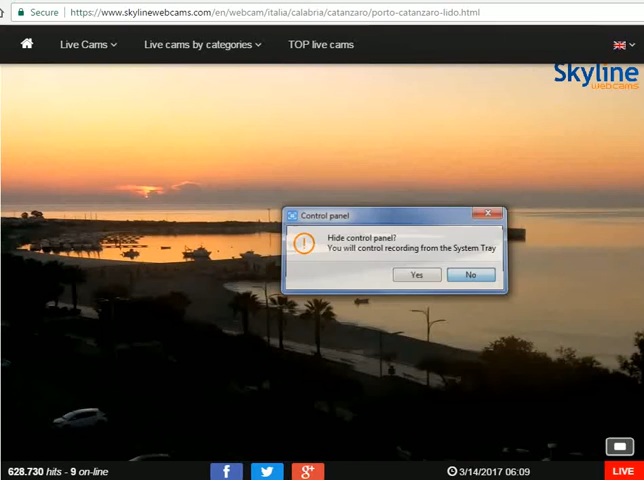 Secure https://www.skylinewebcams.com/en/webcam/italia/calabria/catanzaro/porto-catanzaro-lido.html
Live Cams Live cams by categories TOP live cams
Skyline
webcams
Control panel
Hide control panel?
You will control recording from the System Tray
Yes No
628.730 hits - 9 on-line f g+ 3/14/2017 06:09 LIVE